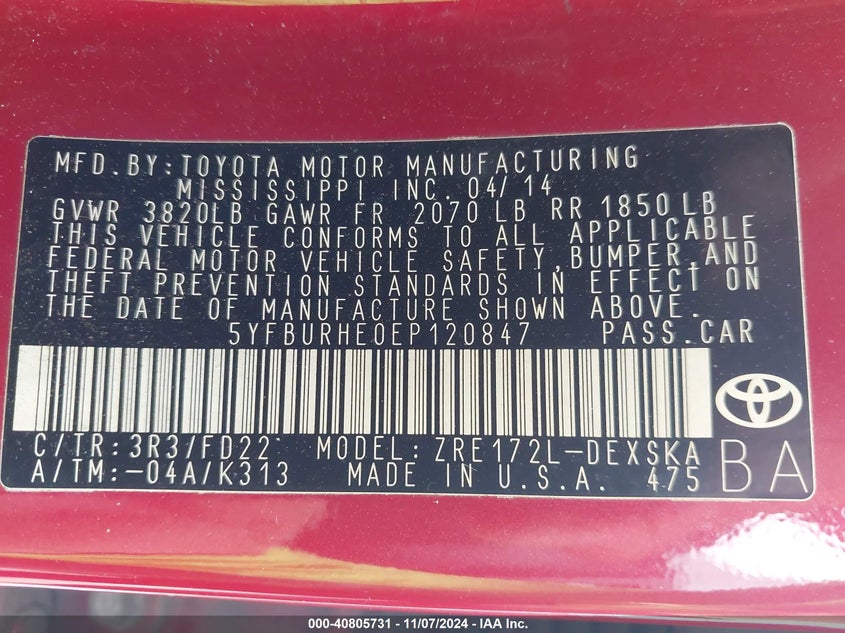 MFD.BY:TOYOTA MOTOR MANUFACTURING
MISSISSIPPI INC. 04/14
GVWR 3820LB GAWR FR 2070 LB RR 1850 LB
THIS VEHICLE CONFORMS TO ALL APPLICABLE
FEDERAL MOTOR VEHICLE SAFETY,BUMPER,AND
THEFT PREVENTION STANDARDS IN EFFECT ON
THE DATE OF MANUFACTURE SHOWN ABOVE.
5YFBURHE0EP120847 PASS.CAR
C/TR:3R3/FD22 MODEL:ZRE172L-DEXSKA
A/TM:-04A/K313 MADE IN U.S.A. 475
BA
000-40805731 - 11/07/2024 - IAA Inc.